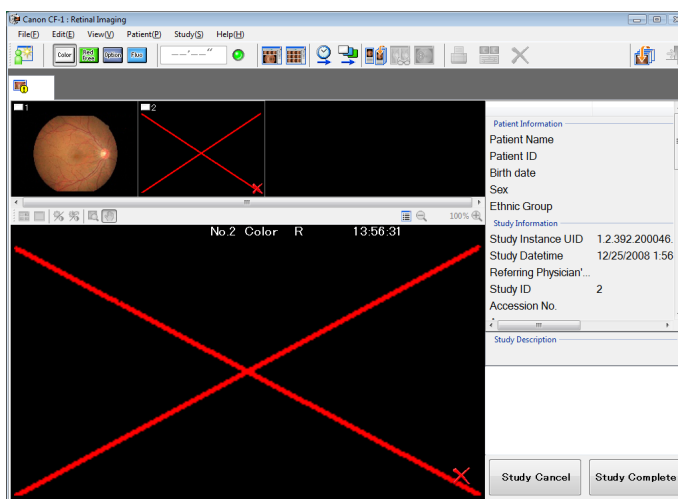 Canon CF-1 : Retinal Imaging
File(F) Edit(E) View(V) Patient(P) Study(S) Help(H)
Color Red free Option Fluo --'--"
1 2
100%
No.2 Color R 13:56:31
Patient Information
Patient Name
Patient ID
Birth date
Sex
Ethnic Group
Study Information
Study Instance UID 1.2.392.200046.
Study Datetime 12/25/2008 1:56
Referring Physician'...
Study ID 2
Accession No.
Study Description
Study Cancel Study Complete